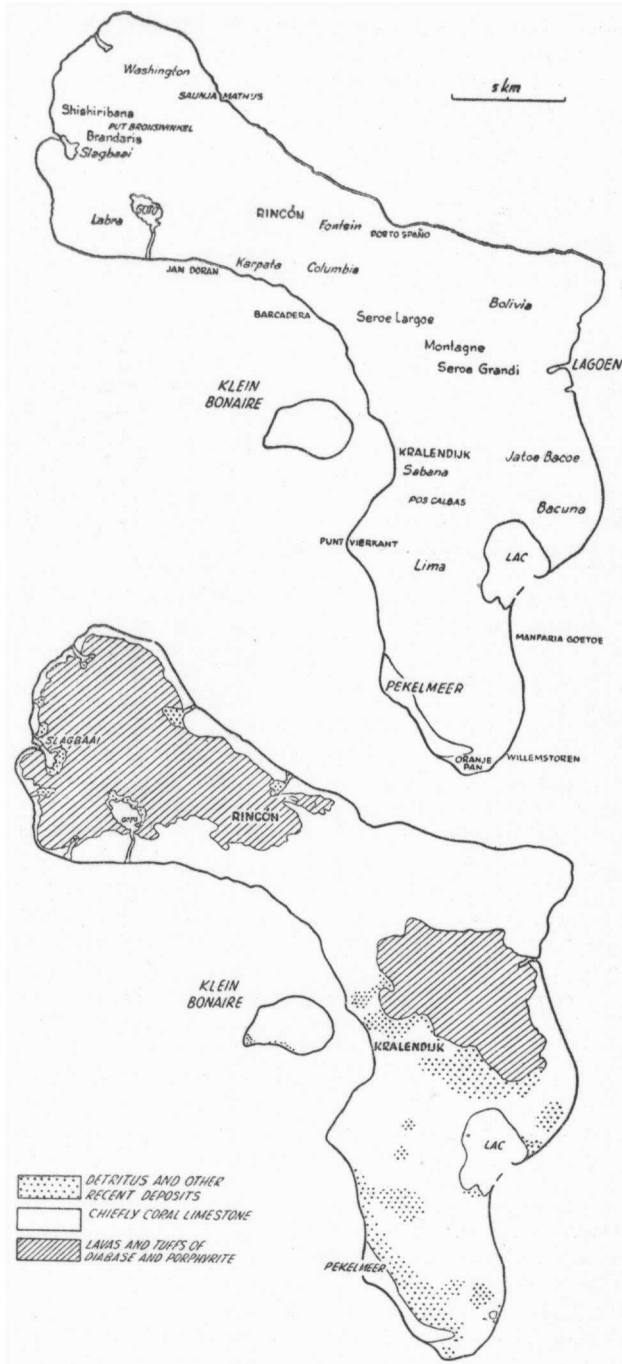 Washington
5 km
SAUNJA MATHIJS
Shishiribana
PUT BRONSWINKEL
Brandaris
Slagbaai
GOTO
RINCÓN
Labra
Fontein
PORTO SPAÑO
Karpata
Columbia
JAN DORAN
Bolivia
BARCADERA
Seroe Largoe
Montagne
Seroe Grandi
LAGOEN
KLEIN
BONAIRE
KRALENDIJK
Sabana
Jatoe Bacoe
POS CALBAS
Bacuna
PUNT VIERKANT
LAC
Lima
MANPARIA GOETOE
PEKELMEER
ORANJE
PAN
WILLEMSTOREN
SLAGBAAI
GOTO
RINCÓN
KLEIN
BONAIRE
KRALENDIJK
LAC
DETRITUS AND OTHER
RECENT DEPOSITS
CHIEFLY CORAL LIMESTONE
LAVAS AND TUFFS OF
DIABASE AND PORPHYRITE
PEKELMEER